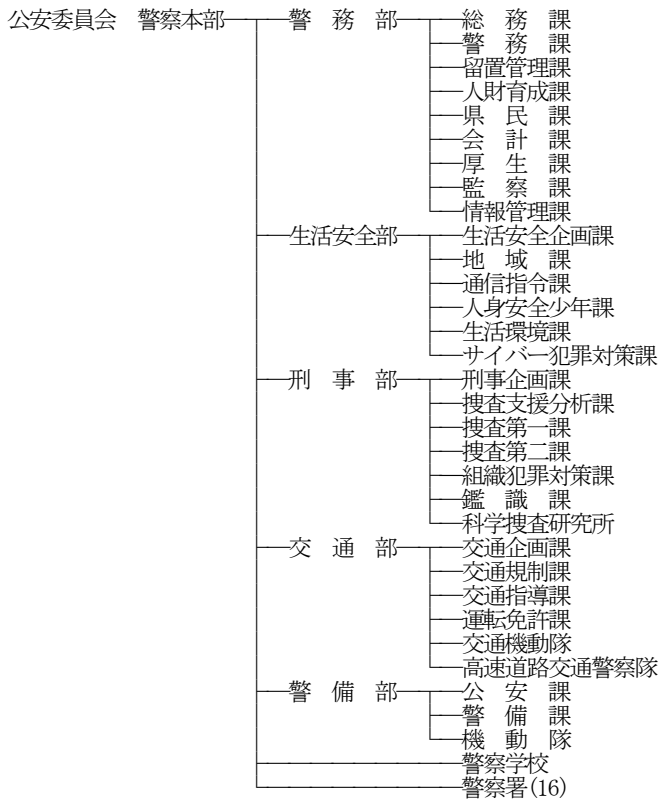 公安委員会　警察本部　警　務　部　総　務　課
警　務　課
留置管理課
人財育成課
県　民　課
会　計　課
厚　生　課
監　察　課
情報管理課
生活安全部　生活安全企画課
地　域　課
通信指令課
人身安全少年課
生活環境課
サイバー犯罪対策課
刑　事　部　刑事企画課
捜査支援分析課
捜査第一課
捜査第二課
組織犯罪対策課
鑑　識　課
科学捜査研究所
交　通　部　交通企画課
交通規制課
交通指導課
運転免許課
交通機動隊
高速道路交通警察隊
警　備　部　公　安　課
警　備　課
機　動　隊
警察学校
警察署(16)